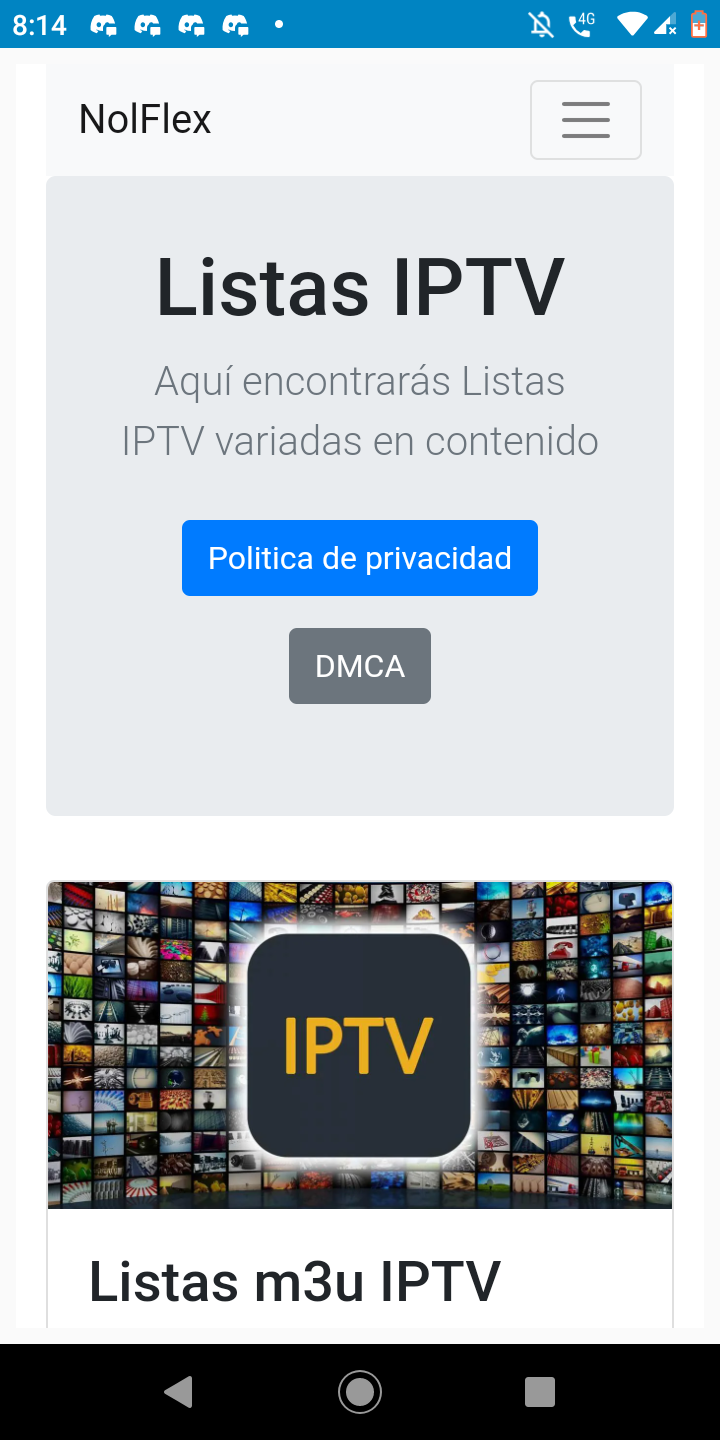 8:14
4G
NolFlex
Listas IPTV
Aquí encontrarás Listas
IPTV variadas en contenido
Politica de privacidad
DMCA
IPTV
Listas m3u IPTV